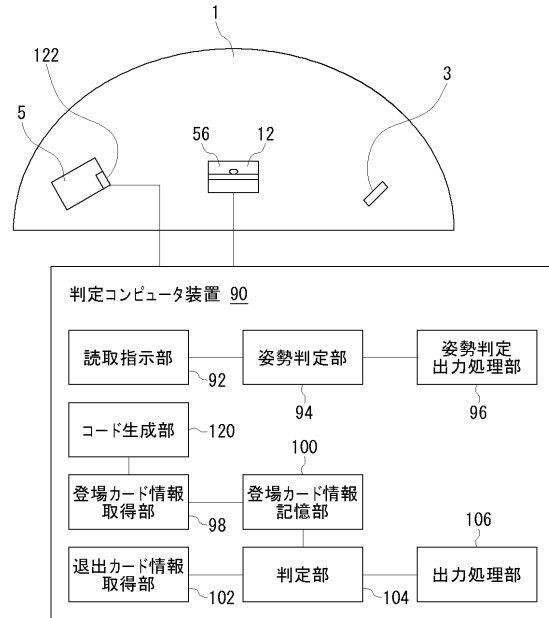 1
122
5
56
12
3
判定コンピュータ装置 90
読取指示部
92
姿勢判定部
94
姿勢判定
出力処理部
96
コード生成部
120
100
登場カード情報
取得部
98
登場カード情報
記憶部
106
退出カード情報
取得部
102
判定部
104
出力処理部